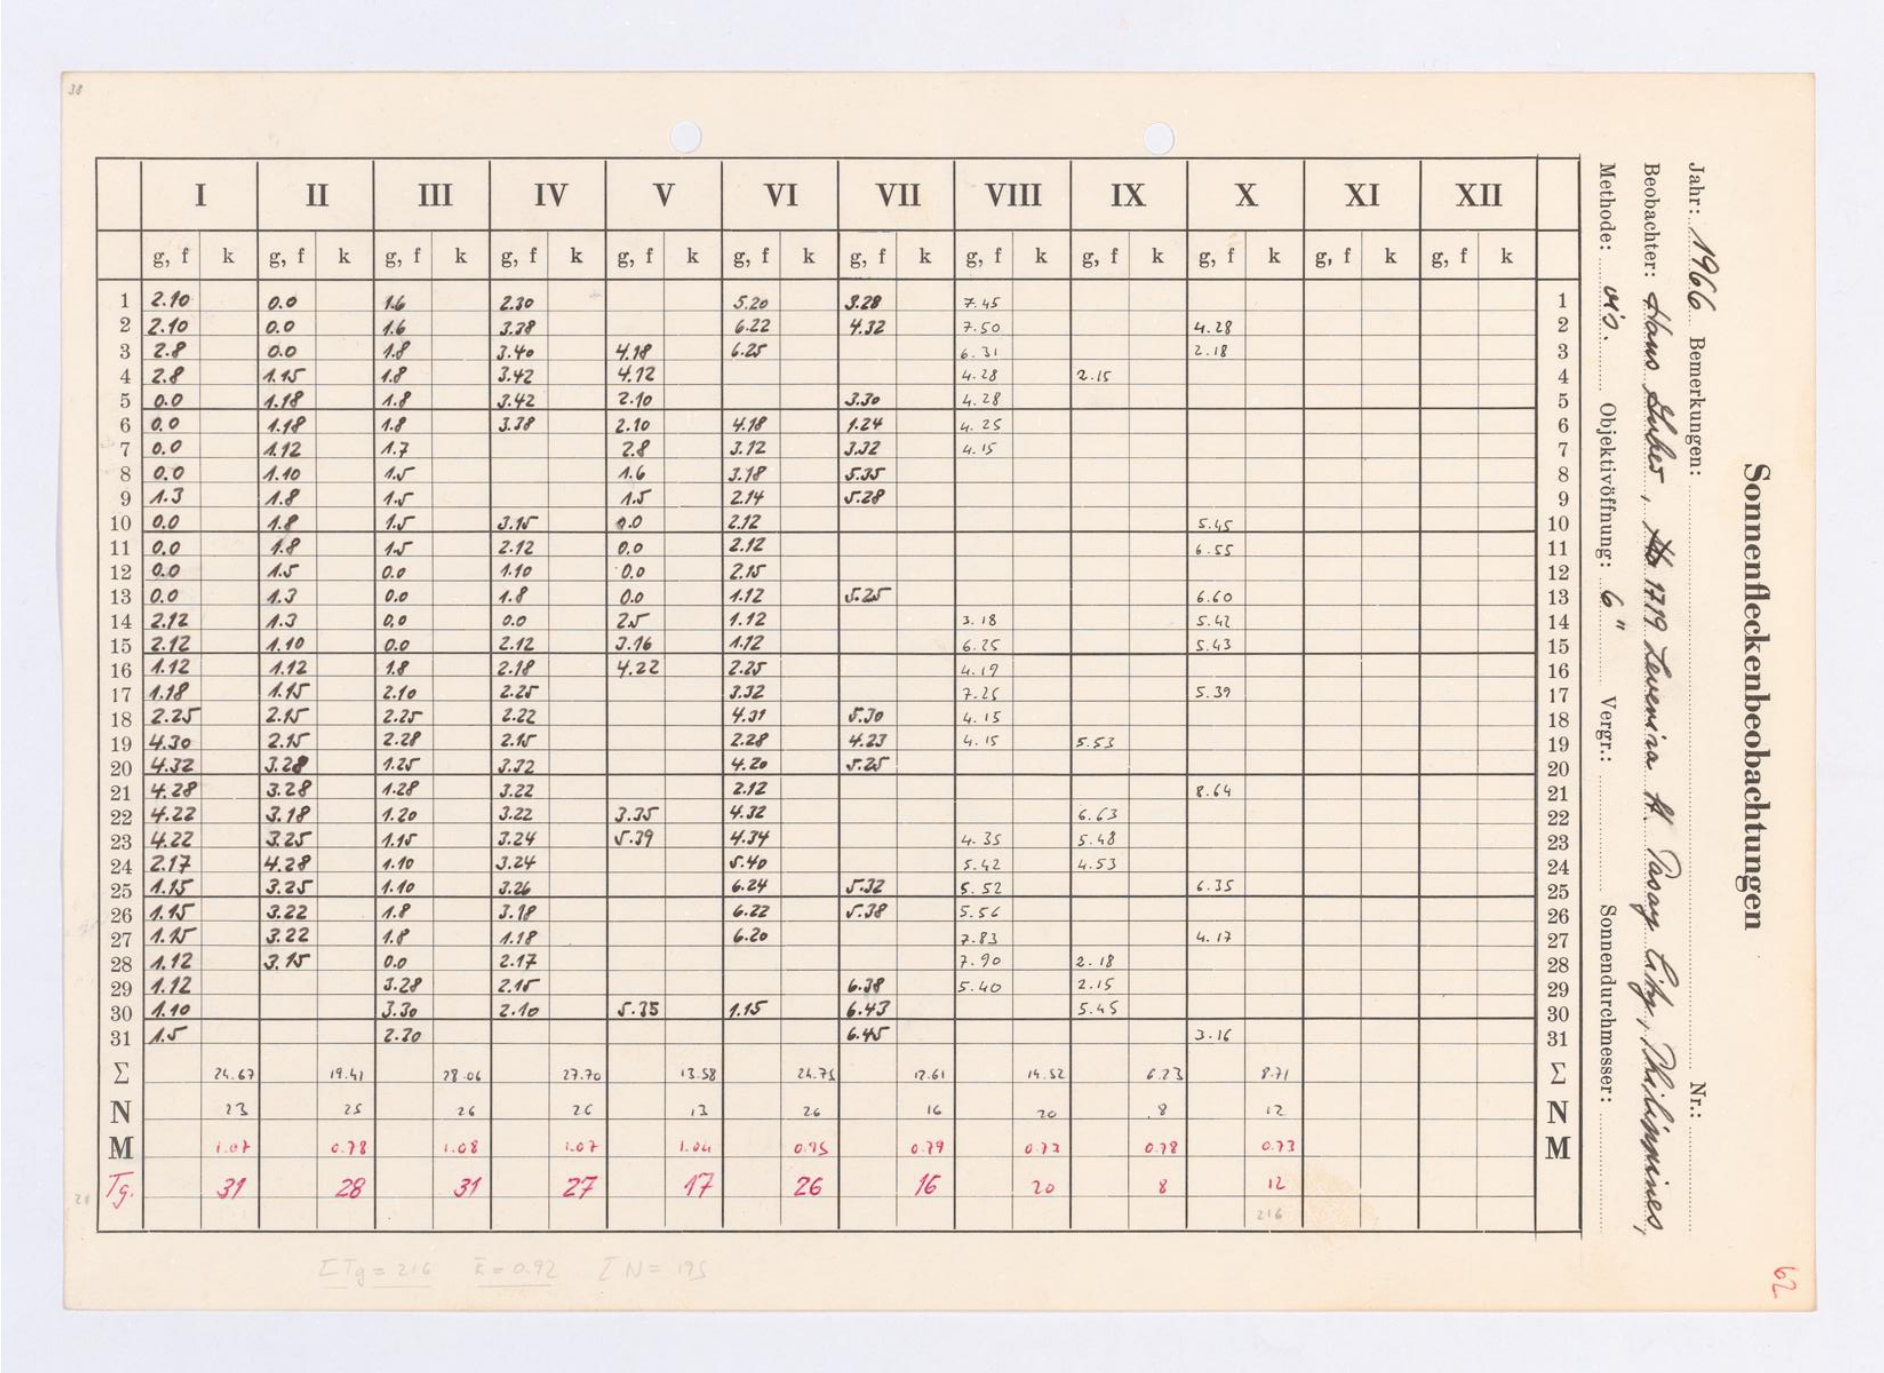 38
I II III IV V VI VII VIII IX X XI XII
g, f k g, f k g, f k g, f k g, f k g, f k g, f k g, f k g, f k g, f k g, f k g, f k
1 2.10 0.0 1.6 2.30 5.20 3.28 7.45 1
2 2.10 0.0 1.6 3.38 6.22 4.32 7.50 4.28 2
3 2.8 0.0 1.8 3.40 4.18 6.25 6.31 2.18 3
4 2.8 1.15 1.8 3.42 4.12 4.28 2.15 4
5 0.0 1.18 1.8 3.42 2.10 3.30 4.28 5
6 0.0 1.18 1.8 3.38 2.10 4.18 1.24 4.25 6
7 0.0 1.12 1.7 2.8 3.12 3.32 4.15 7
8 0.0 1.10 1.5 1.6 3.18 5.35 8
9 1.3 1.8 1.5 1.5 2.14 5.28 9
10 0.0 1.8 1.5 3.15 0.0 2.12 5.45 10
11 0.0 1.8 1.5 2.12 0.0 2.12 6.55 11
12 0.0 1.5 0.0 1.10 0.0 2.15 12
13 0.0 1.3 0.0 1.8 0.0 1.12 5.25 6.60 13
14 2.12 1.3 0.0 0.0 2.5 1.12 3.18 5.42 14
15 2.12 1.10 0.0 2.12 3.16 1.12 6.25 5.43 15
16 1.12 1.12 1.8 2.18 4.22 2.25 4.19 16
17 1.18 1.15 2.10 2.25 3.32 7.25 5.39 17
18 2.25 2.15 2.25 2.22 4.31 5.30 4.15 18
19 4.30 2.15 2.28 2.15 2.28 4.23 4.15 5.53 19
20 4.32 3.28 1.25 3.32 4.20 5.25 20
21 4.28 3.28 1.28 3.22 2.12 8.64 21
22 4.22 3.18 1.20 3.22 3.35 4.32 6.63 22
23 4.22 3.25 1.15 3.24 5.39 4.34 4.35 5.48 23
24 2.17 4.28 1.10 3.24 5.40 5.42 4.53 24
25 1.15 3.25 1.10 3.26 6.24 5.32 5.52 6.35 25
26 1.15 3.22 1.8 3.18 6.22 5.38 5.56 26
27 1.15 3.22 1.8 1.18 6.20 7.83 4.17 27
28 1.12 3.15 0.0 2.17 7.90 2.18 28
29 1.12 3.28 2.15 6.38 5.40 2.15 29
30 1.10 3.30 2.10 5.35 1.15 6.43 5.45 30
31 1.5 2.30 6.45 3.16 31
Σ 24.67 19.41 28.06 27.70 13.58 24.75 12.61 14.52 6.23 8.71 Σ
N 23 25 26 26 13 26 16 20 8 12 N
M 1.07 0.78 1.08 1.07 1.04 0.95 0.79 0.73 0.78 0.73 M
Tg. 31 28 31 27 17 26 16 20 8 12
216
ΣTg = 216 k̄ = 0.92 ΣN = 195
Sonnenfleckenbeobachtungen
Jahr: 1966 Bemerkungen: Nr.:
Beobachter: Hans 1719 Pasay City, Philippines,
Methode: vis. Objektivöffnung: 6" Vergr.: Sonnendurchmesser:
62